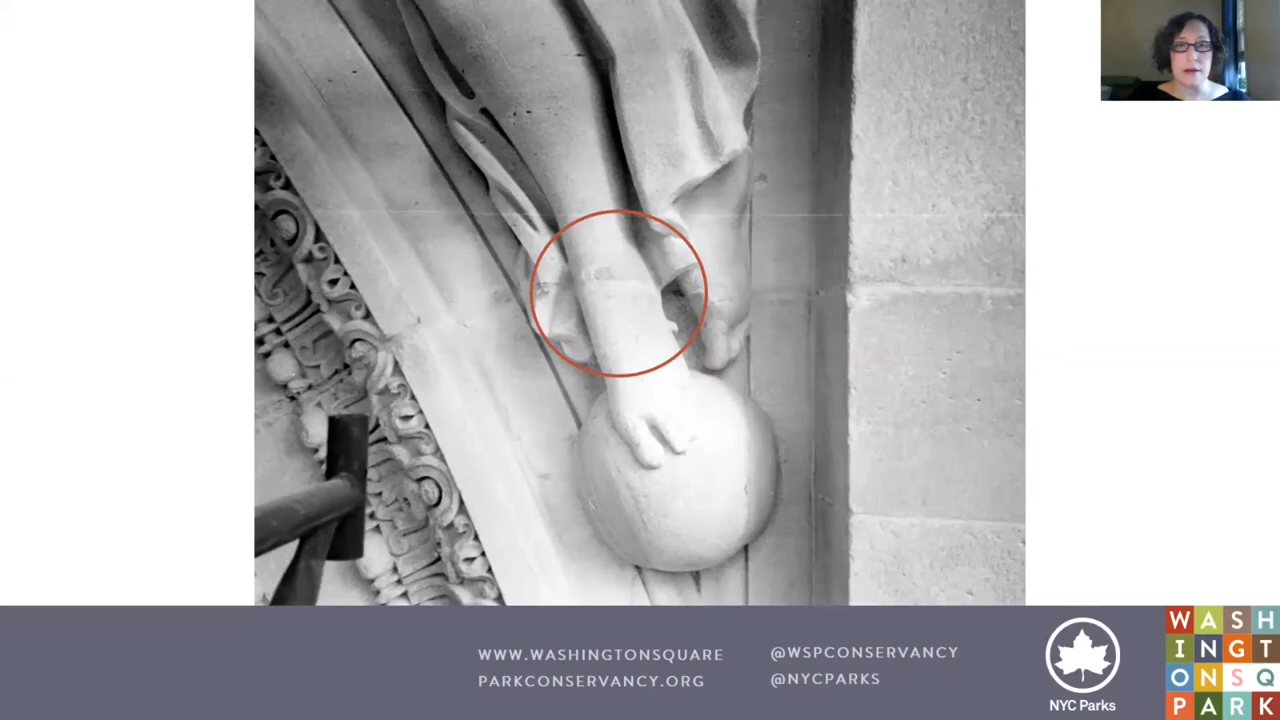 WWW.WASHINGTONSQUARE
PARKCONSERVANCY.ORG
@WSPCONSERVANCY
@NYCPARKS
NYC Parks
WASH
INGT
ONSQ
PARK